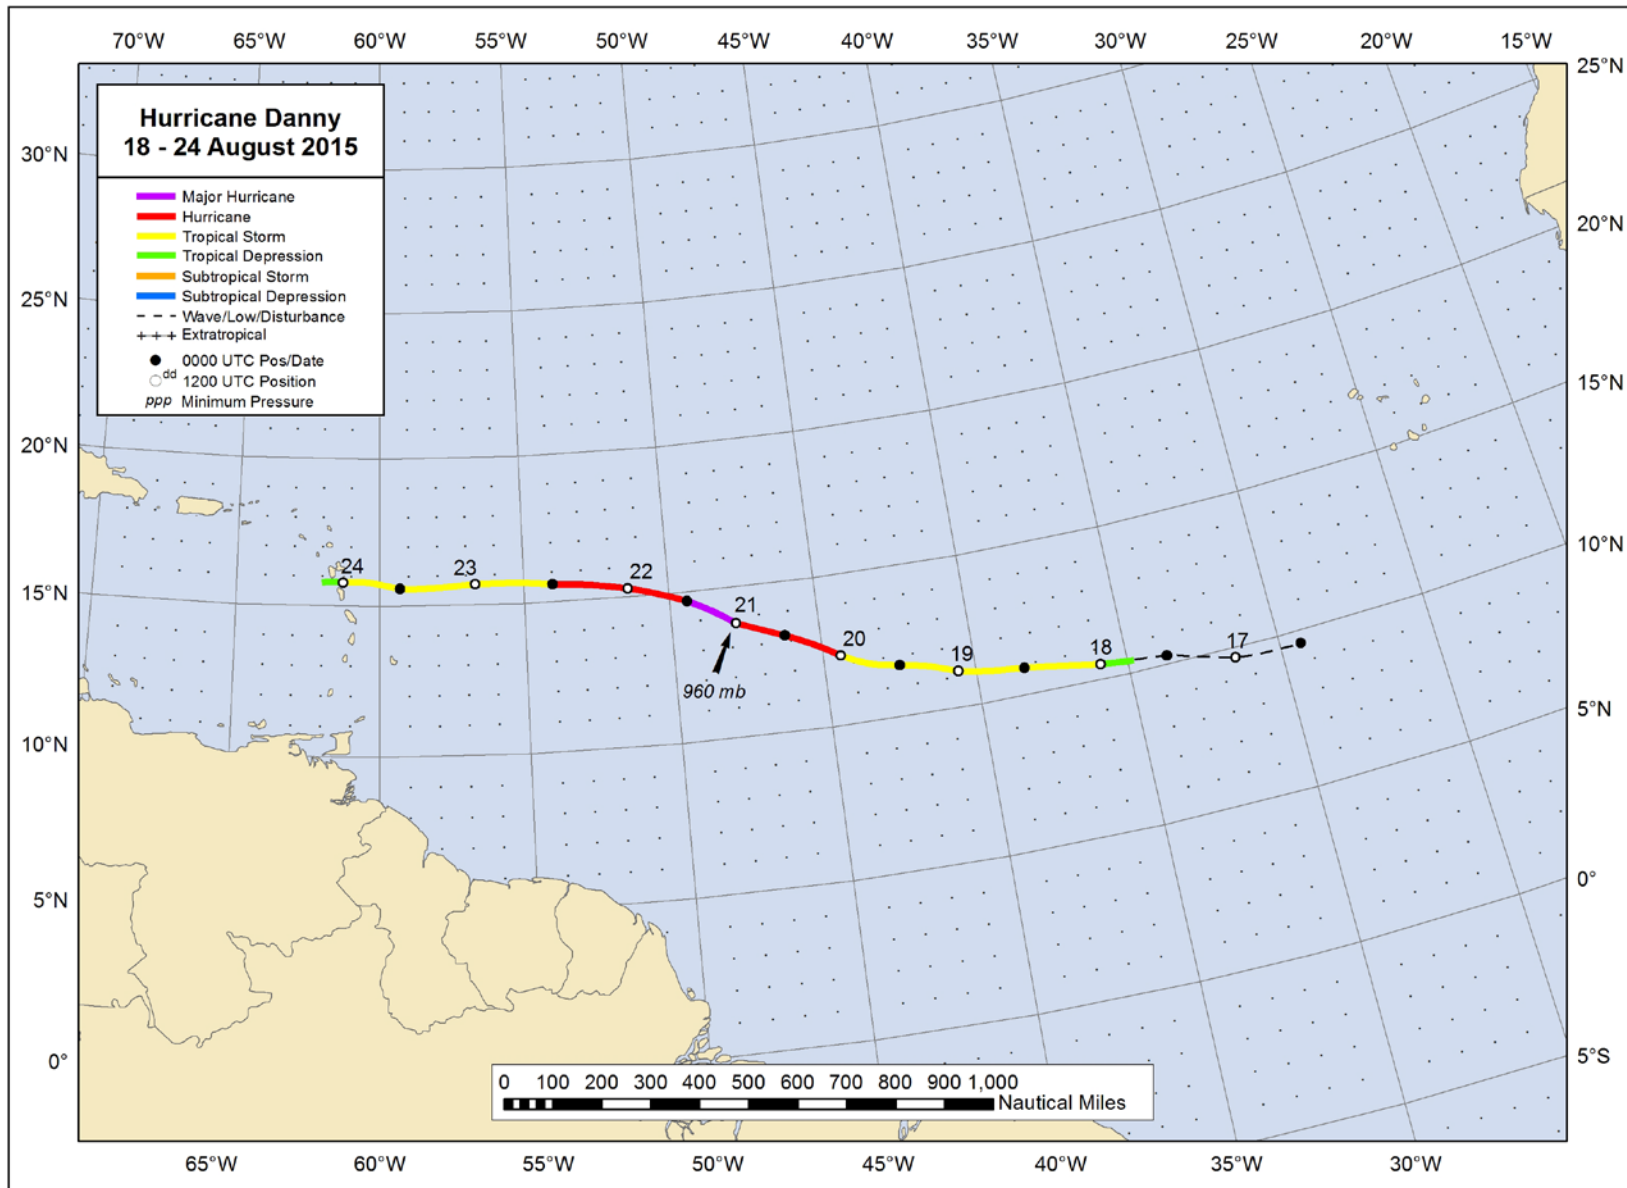 70°W 65°W 60°W 55°W 50°W 45°W 40°W 35°W 30°W 25°W 20°W 15°W
25°N
Hurricane Danny
18 - 24 August 2015
30°N
Major Hurricane
Hurricane
20°N
Tropical Storm
Tropical Depression
Subtropical Storm
25°N
Subtropical Depression
Wave/Low/Disturbance
Extratropical
0000 UTC Pos/Date
dd 1200 UTC Position
15°N
ppp Minimum Pressure
20°N
10°N
24 23 22
15°N
21
20 19 18 17
960 mb
5°N
10°N
0°
5°N
5°S
0°
0 100 200 300 400 500 600 700 800 900 1,000
Nautical Miles
65°W 60°W 55°W 50°W 45°W 40°W 35°W 30°W